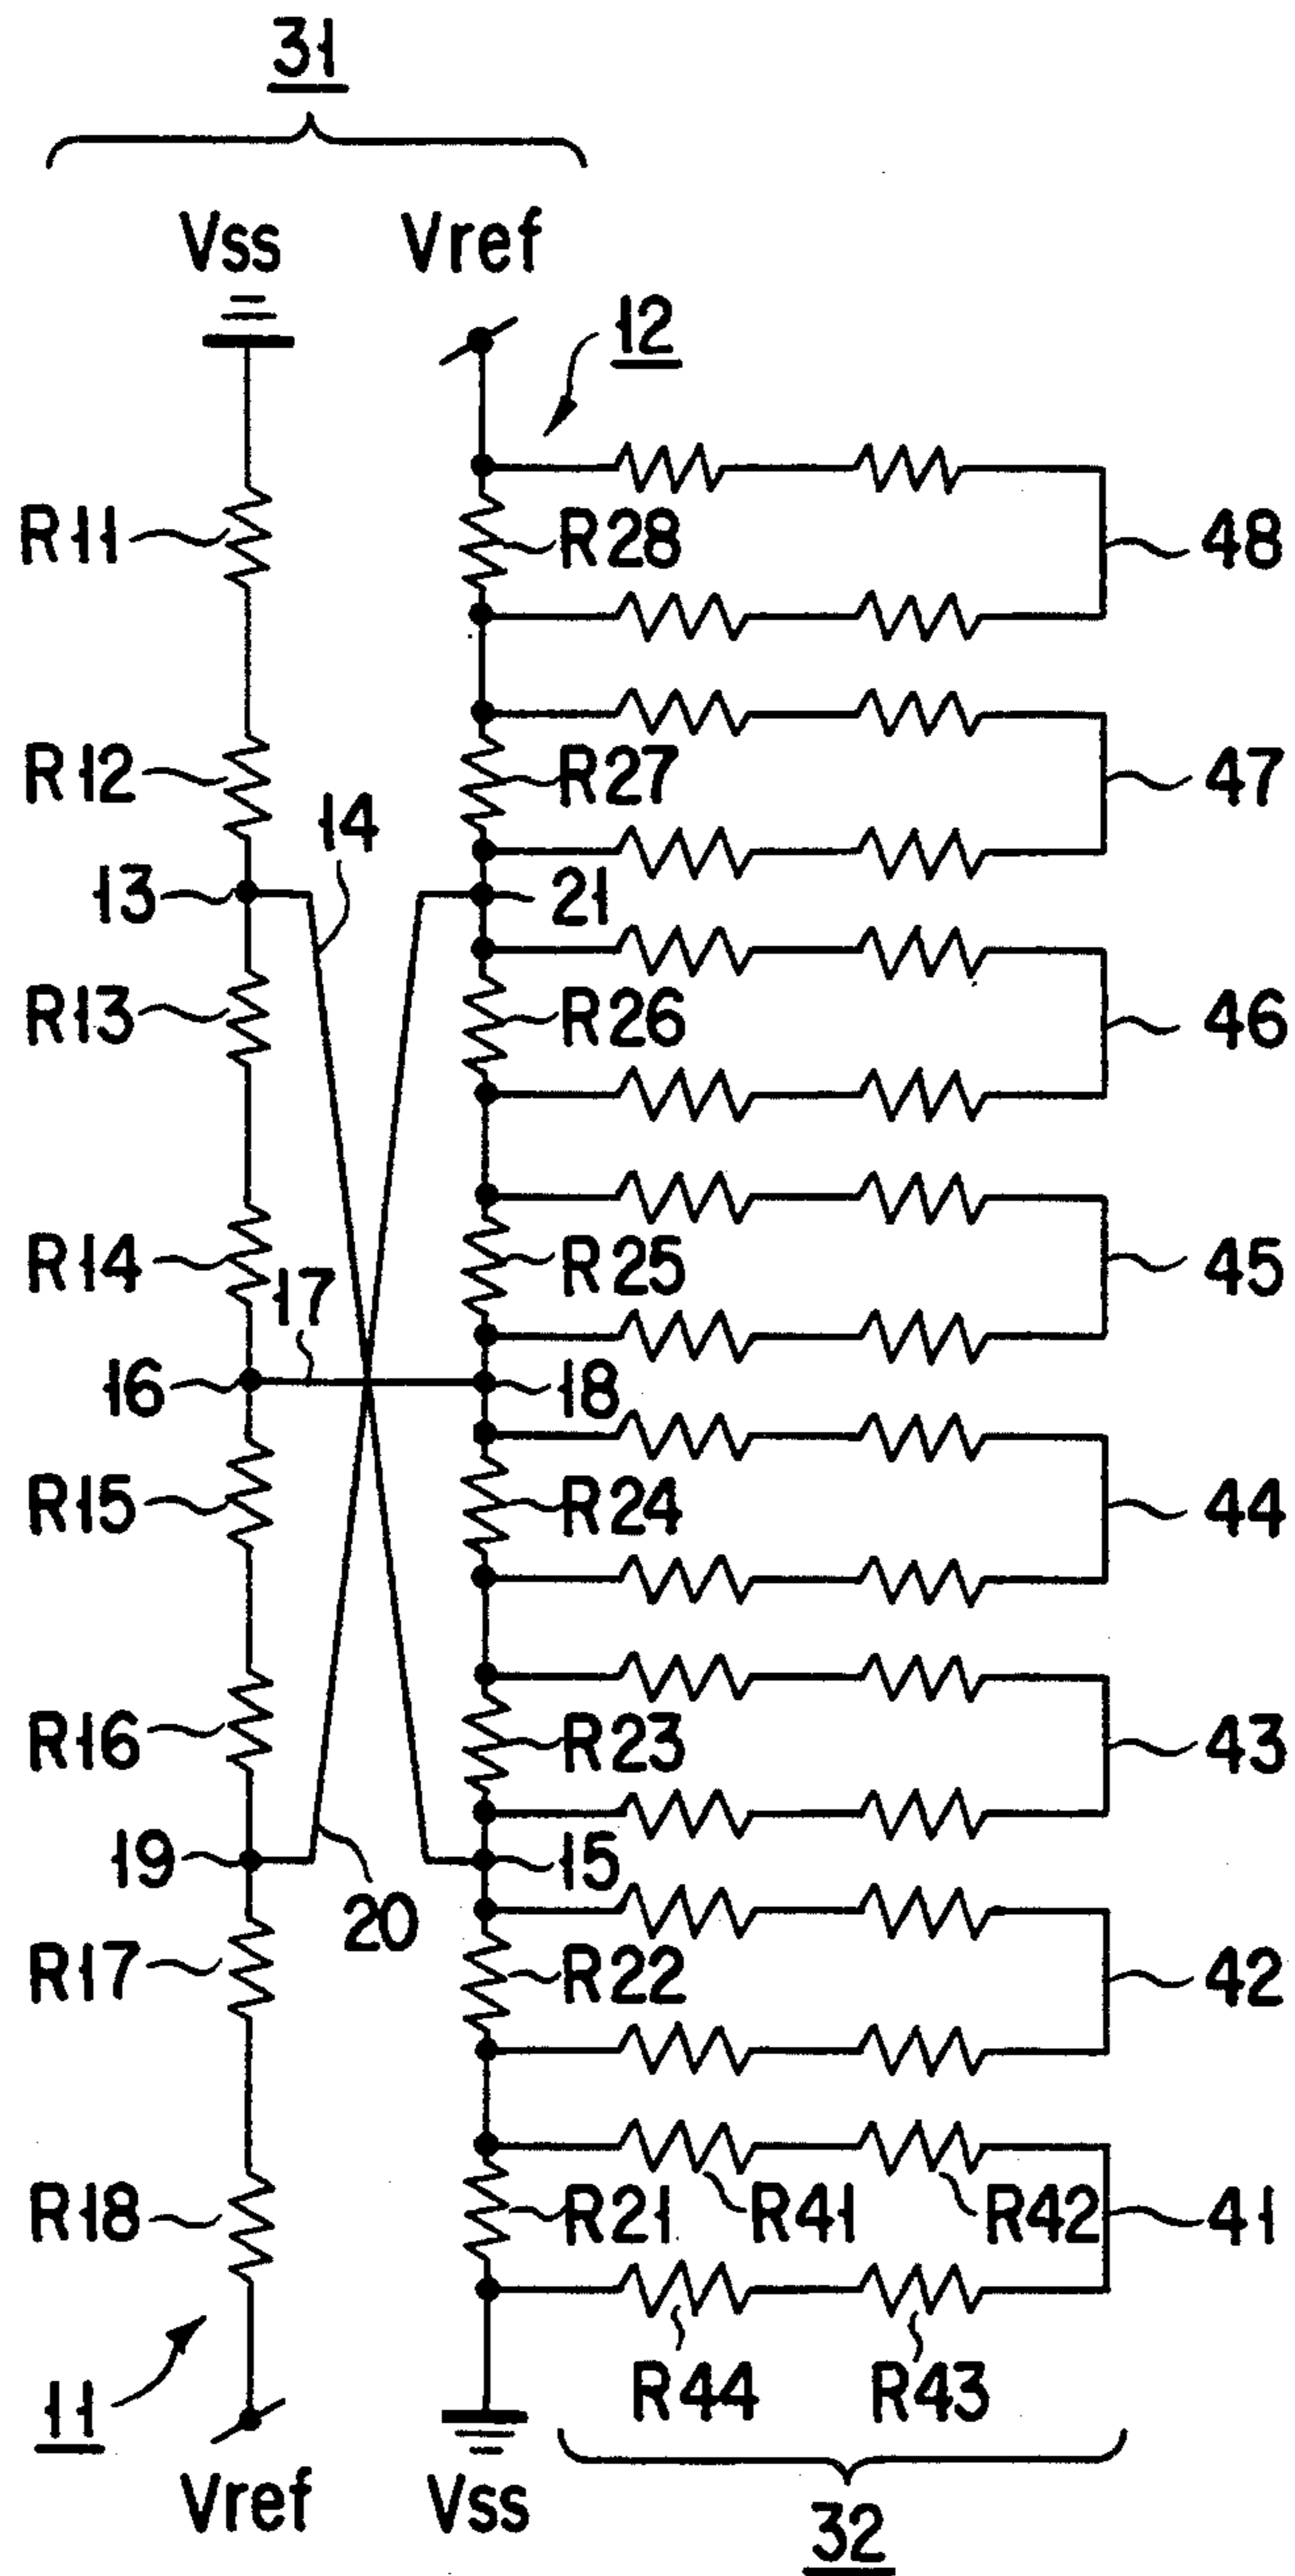 31
Vss Vref
12
R11 R28 48
R12 R27 47
14
13 21
R13 R26 46
R14 R25 45
17
16 18
R15 R24 44
R16 R23 43
19 15
20
R17 R22 42
R18 R21 R41 R42 41
R44 R43
11
Vref Vss
32